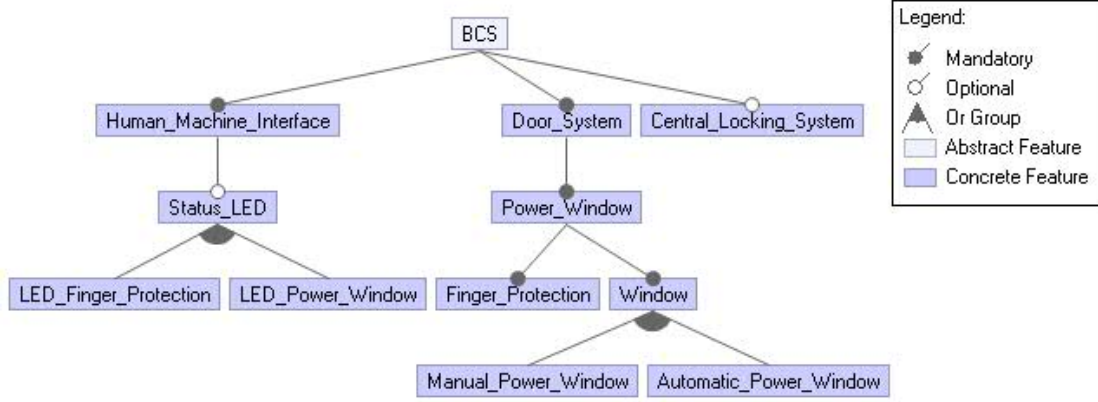 BCS
Human_Machine_Interface
Door_System
Central_Locking_System
Status_LED
Power_Window
LED_Finger_Protection
LED_Power_Window
Finger_Protection
Window
Manual_Power_Window
Automatic_Power_Window
Legend:
Mandatory
Optional
Or Group
Abstract Feature
Concrete Feature